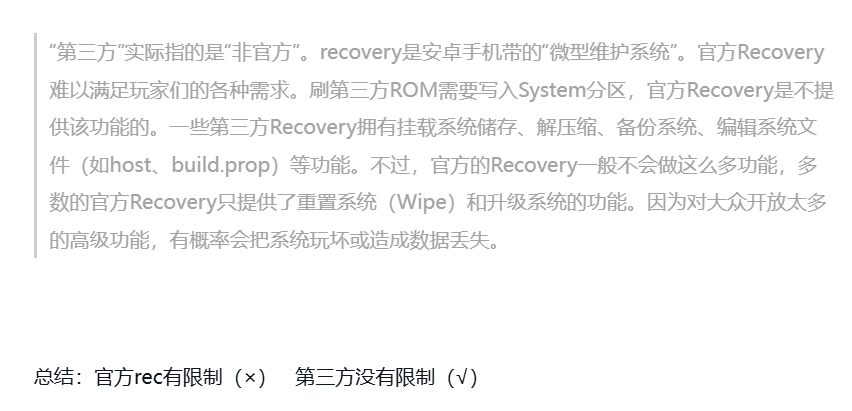 “第三方”实际指的是“非官方”。recovery是安卓手机带的“微型维护系统”。官方Recovery
难以满足玩家们的各种需求。刷第三方ROM需要写入System分区，官方Recovery是不提
供该功能的。一些第三方Recovery拥有挂载系统储存、解压缩、备份系统、编辑系统文
件（如host、build.prop）等功能。不过，官方的Recovery一般不会做这么多功能，多
数的官方Recovery只提供了重置系统（Wipe）和升级系统的功能。因为对大众开放太多
的高级功能，有概率会把系统玩坏或造成数据丢失。
总结：官方rec有限制（×） 第三方没有限制（√）